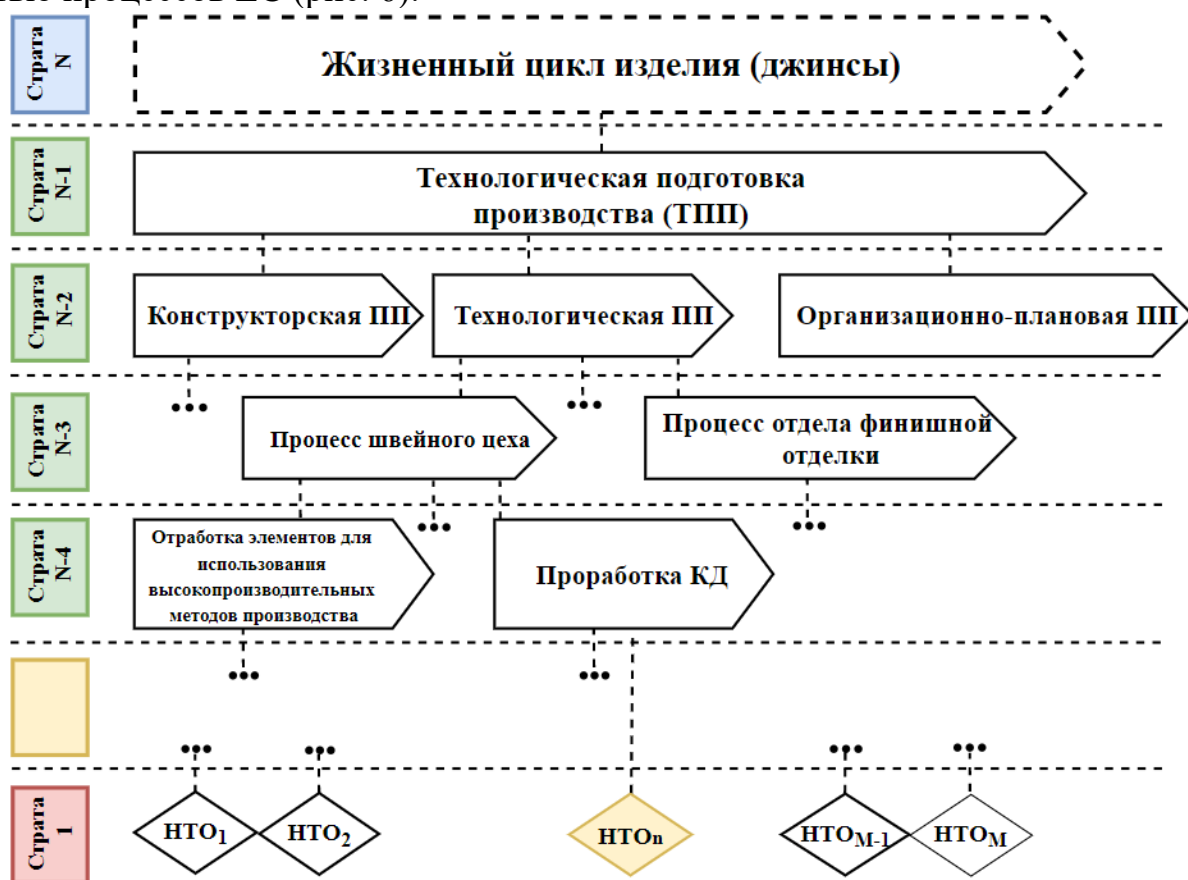 Страта N
Жизненный цикл изделия (джинсы)
Страта N-1
Технологическая подготовка
производства (ТПП)
Страта N-2
Конструкторская ПП
Технологическая ПП
Организационно-плановая ПП
•••
•••
Страта N-3
Процесс швейного цеха
Процесс отдела финишной
отделки
•••
•••
Страта N-4
Отработка элементов для
использования
высокопроизводительных
методов производства
Проработка КД
•••
•••
•••
•••
•••
•••
Страта 1
НТО1
НТО2
НТОn
НТОM-1
НТОM